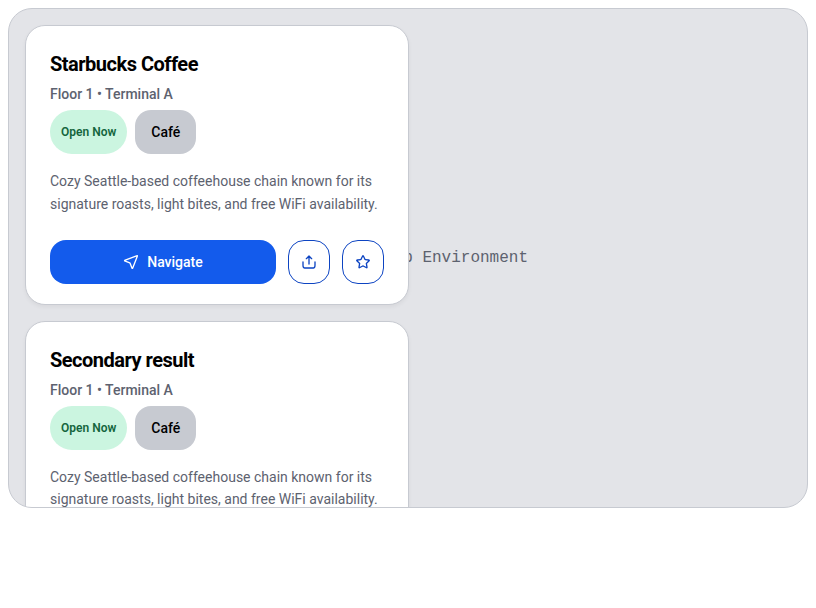 Starbucks Coffee
Floor 1 • Terminal A
Open Now Café
Cozy Seattle-based coffeehouse chain known for its
signature roasts, light bites, and free WiFi availability.
Navigate
Environment
Secondary result
Floor 1 • Terminal A
Open Now Café
Cozy Seattle-based coffeehouse chain known for its
signature roasts, light bites, and free WiFi availability.